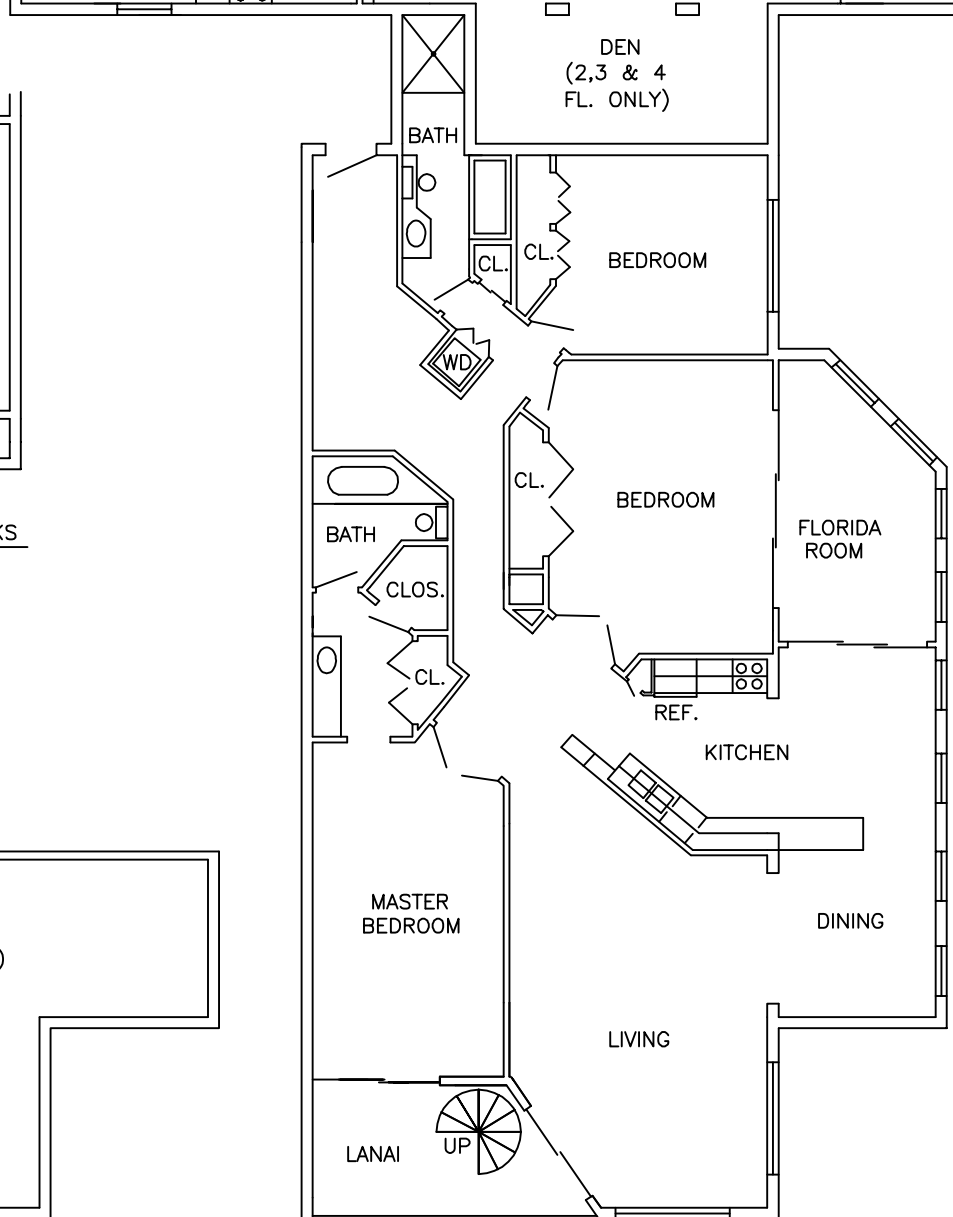 DEN
(2,3 & 4
FL. ONLY)
BATH
CL.
CL.
BEDROOM
WD
CL.
BEDROOM
FLORIDA
ROOM
KS
BATH
CLOS.
CL.
REF.
KITCHEN
MASTER
BEDROOM
DINING
)
LIVING
UP
LANAI